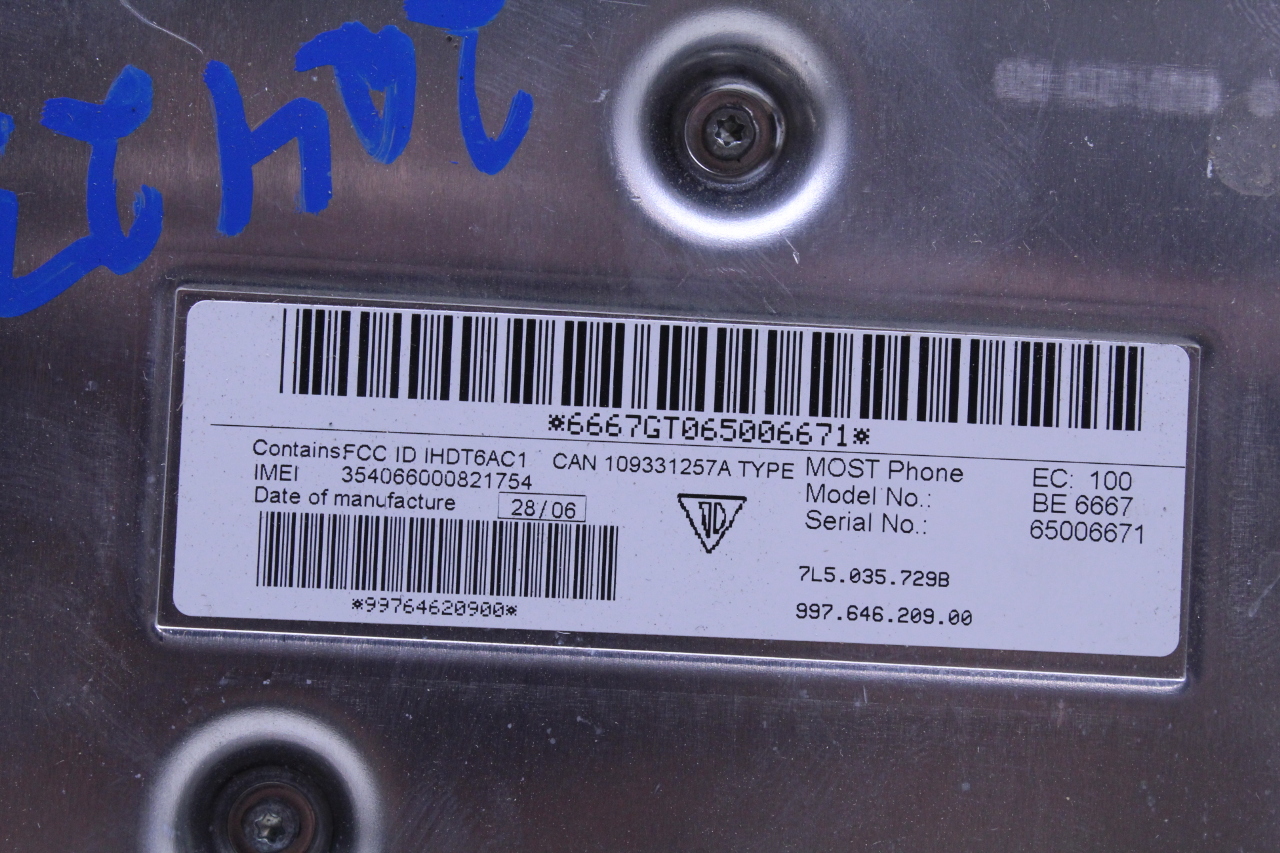 *6667GT065006671*
Contains FCC ID IHDT6AC1 CAN 109331257A TYPE MOST Phone EC: 100
IMEI 354066000821754 Model No.: BE 6667
Date of manufacture 28/06 Serial No.: 65006671
7L5.035.729B
*99764620900* 997.646.209.00